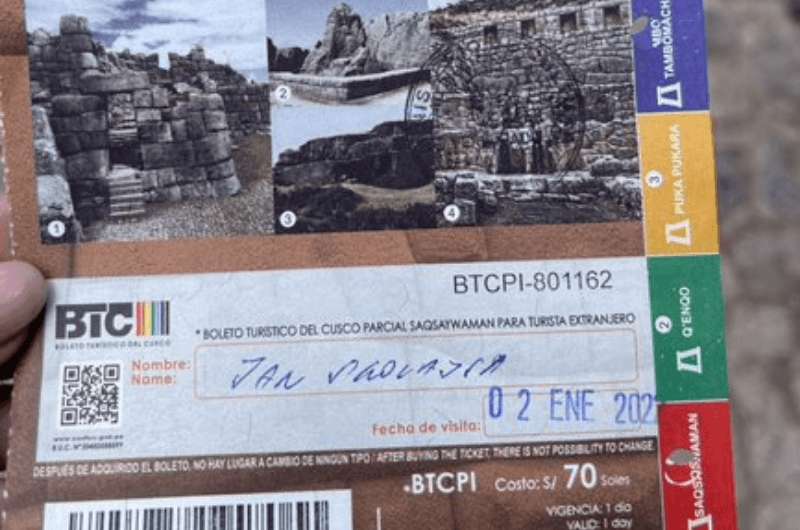 1
2
3
4
MBO
TAMBOMACH
3 PUKA PUKARA
2 Q'ENQO
SAQSAYWAMAN
BTCPI-801162
BTC
BOLETO TURISTICO DEL CUSCO
* BOLETO TURISTICO DEL CUSCO PARCIAL SAQSAYWAMAN PARA TURISTA EXTRANJERO
Nombre:
Name:
JAN
Fecha de visita:
02 ENE 202
DESPUÉS DE ADQUIRIDO EL BOLETO, NO HAY LUGAR A CAMBIO DE NINGUN TIPO / AFTER BUYING THE TICKET, THERE IS NOT POSSIBILITY TO CHANGE.
.BTCPI Costo: S/ 70 Soles
VIGENCIA: 1 día
VALID: 1 day